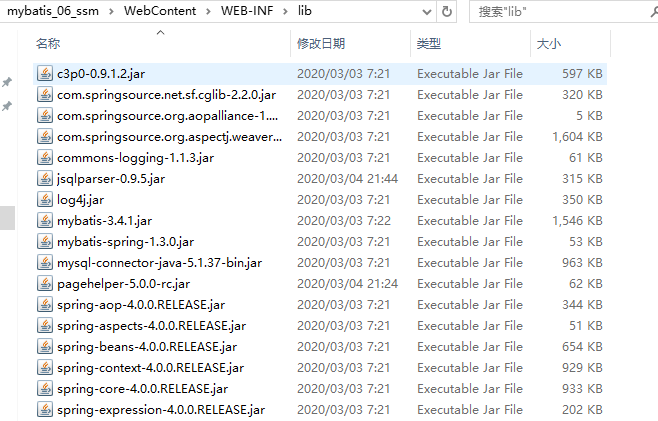 mybatis_06_ssm > WebContent > WEB-INF > lib
搜索"lib"
名称 修改日期 类型 大小
c3p0-0.9.1.2.jar 2020/03/03 7:21 Executable Jar File 597 KB
com.springsource.net.sf.cglib-2.2.0.jar 2020/03/03 7:21 Executable Jar File 320 KB
com.springsource.org.aopalliance-1.... 2020/03/03 7:21 Executable Jar File 5 KB
com.springsource.org.aspectj.weaver... 2020/03/03 7:21 Executable Jar File 1,604 KB
commons-logging-1.1.3.jar 2020/03/03 7:21 Executable Jar File 61 KB
jsqlparser-0.9.5.jar 2020/03/04 21:44 Executable Jar File 315 KB
log4j.jar 2020/03/03 7:21 Executable Jar File 350 KB
mybatis-3.4.1.jar 2020/03/03 7:22 Executable Jar File 1,546 KB
mybatis-spring-1.3.0.jar 2020/03/03 7:21 Executable Jar File 53 KB
mysql-connector-java-5.1.37-bin.jar 2020/03/03 7:21 Executable Jar File 963 KB
pagehelper-5.0.0-rc.jar 2020/03/04 21:24 Executable Jar File 62 KB
spring-aop-4.0.0.RELEASE.jar 2020/03/03 7:21 Executable Jar File 344 KB
spring-aspects-4.0.0.RELEASE.jar 2020/03/03 7:21 Executable Jar File 51 KB
spring-beans-4.0.0.RELEASE.jar 2020/03/03 7:21 Executable Jar File 654 KB
spring-context-4.0.0.RELEASE.jar 2020/03/03 7:21 Executable Jar File 929 KB
spring-core-4.0.0.RELEASE.jar 2020/03/03 7:21 Executable Jar File 933 KB
spring-expression-4.0.0.RELEASE.jar 2020/03/03 7:21 Executable Jar File 202 KB